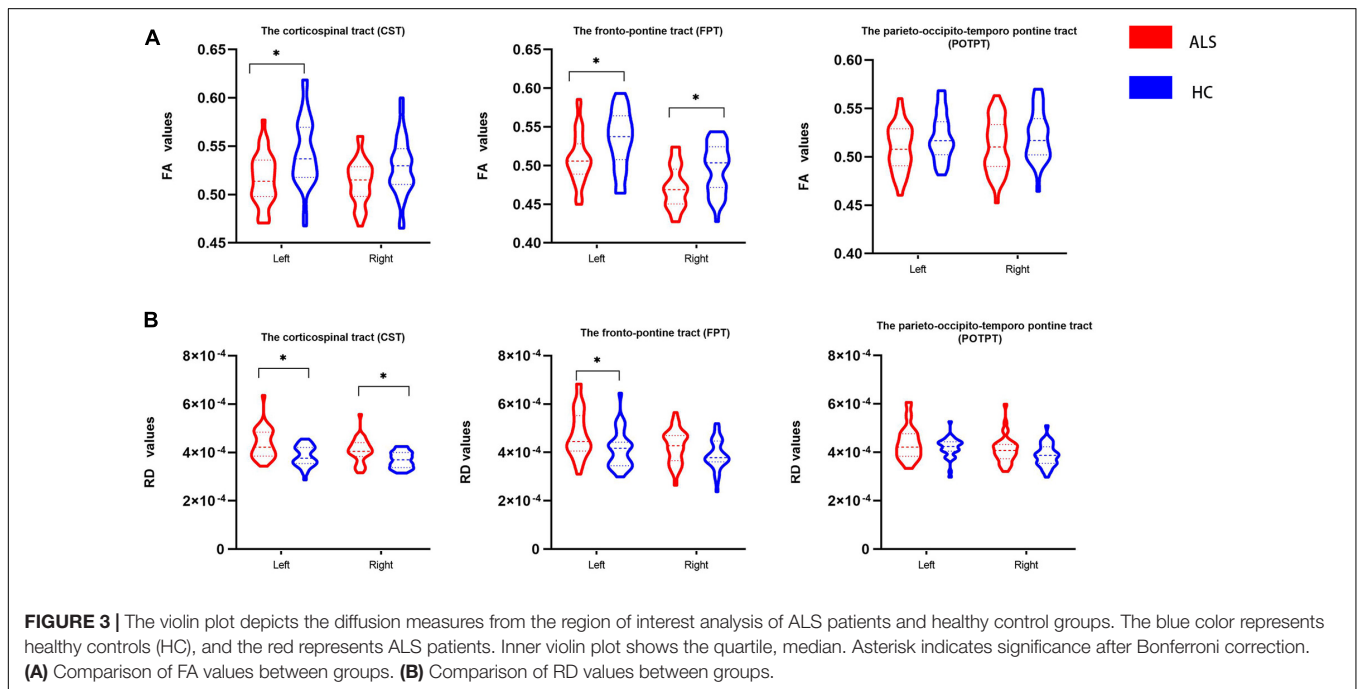 A
The corticospinal tract (CST)
0.65
0.60
0.55
0.50
0.45
FA values
*
Left
Right
The fronto-pontine tract (FPT)
0.65
0.60
0.55
0.50
0.45
0.40
FA values
*
*
Left
Right
The parieto-occipito-temporo pontine tract
(POTPT)
0.60
0.55
0.50
0.45
0.40
FA values
Left
Right
ALS
HC
B
The corticospinal tract (CST)
8×10⁻⁴
6×10⁻⁴
4×10⁻⁴
2×10⁻⁴
0
RD values
*
*
Left
Right
The fronto-pontine tract (FPT)
8×10⁻⁴
6×10⁻⁴
4×10⁻⁴
2×10⁻⁴
0
RD values
*
Left
Right
The parieto-occipito-temporo pontine tract
(POTPT)
8×10⁻⁴
6×10⁻⁴
4×10⁻⁴
2×10⁻⁴
0
RD values
Left
Right
FIGURE 3 | The violin plot depicts the diffusion measures from the region of interest analysis of ALS patients and healthy control groups. The blue color represents
healthy controls (HC), and the red represents ALS patients. Inner violin plot shows the quartile, median. Asterisk indicates significance after Bonferroni correction.
(A) Comparison of FA values between groups. (B) Comparison of RD values between groups.